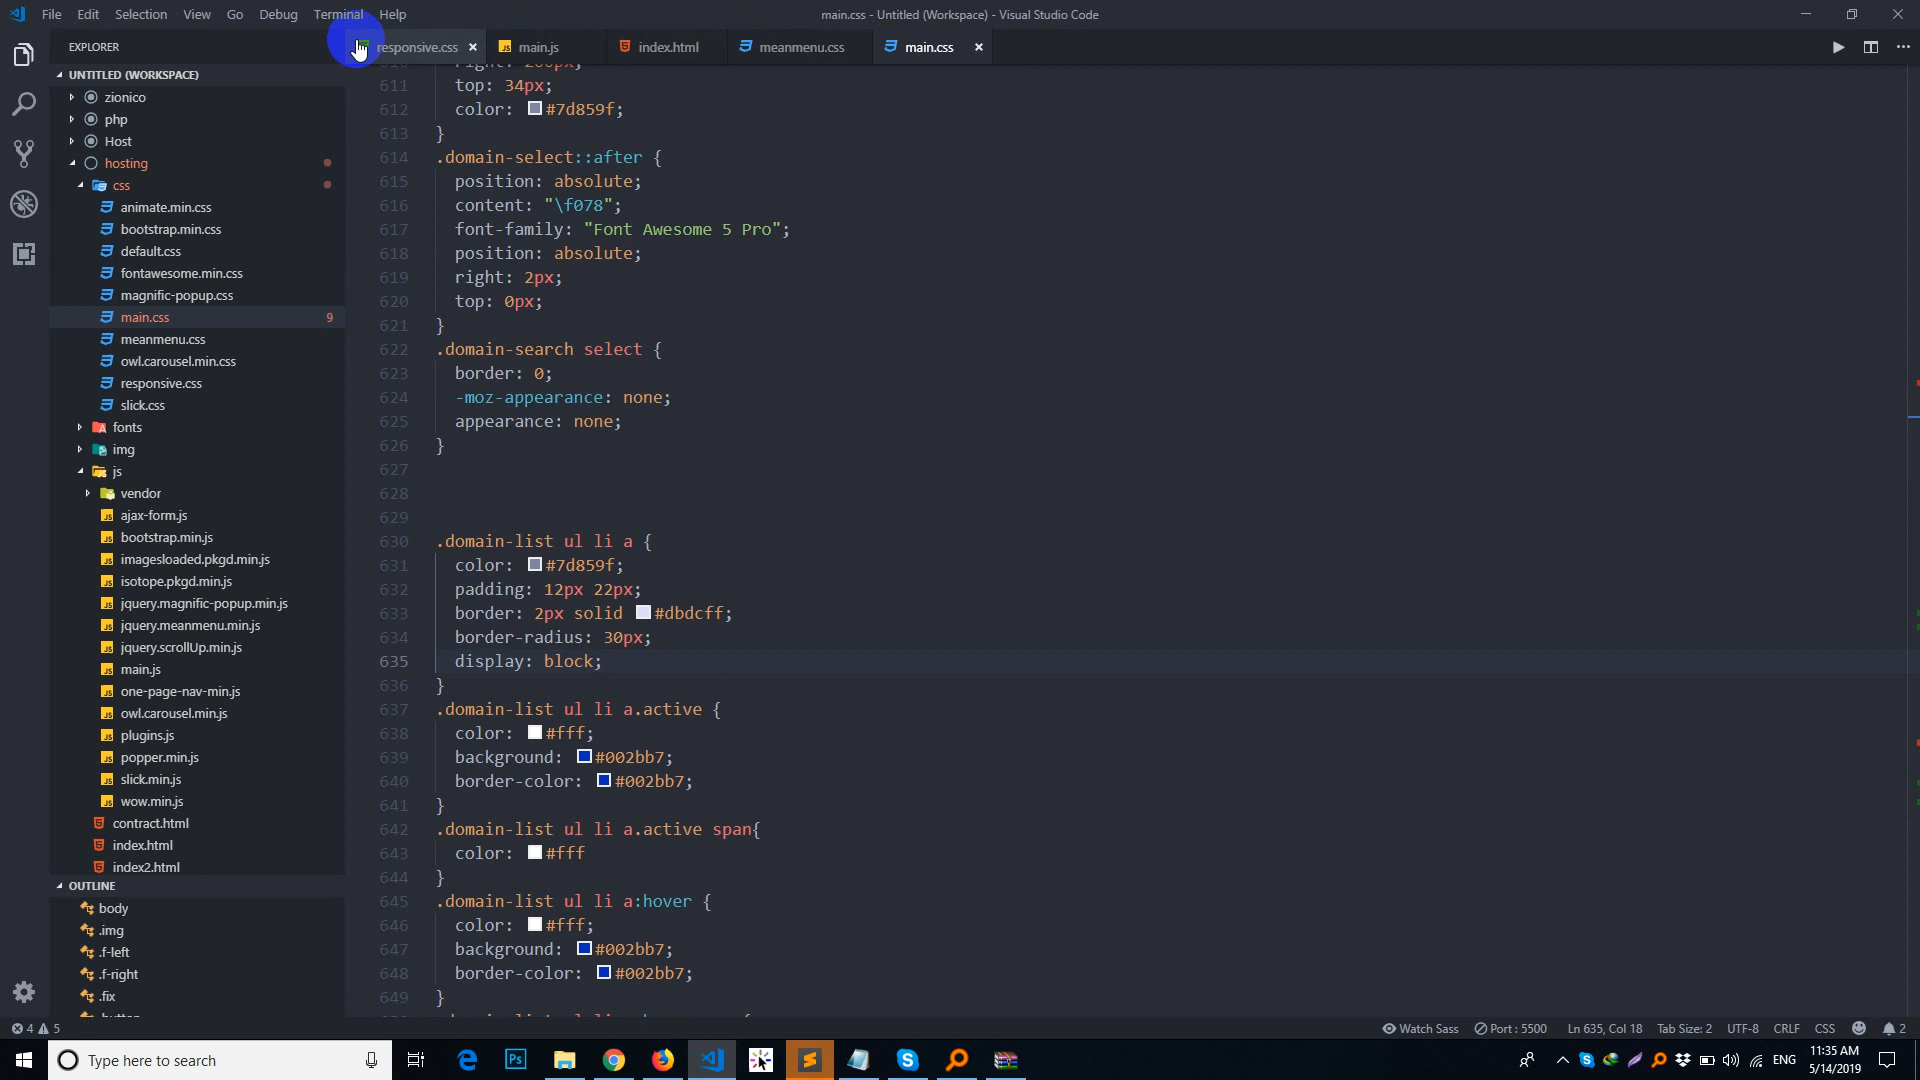 File Edit Selection View Go Debug Terminal Help
main.css - Untitled (Workspace) - Visual Studio Code
EXPLORER
responsive.css
main.js
index.html
meanmenu.css
main.css
UNTITLED (WORKSPACE)
zionico
php
Host
hosting
css
animate.min.css
bootstrap.min.css
default.css
fontawesome.min.css
magnific-popup.css
main.css 9
meanmenu.css
owl.carousel.min.css
responsive.css
slick.css
fonts
img
js
vendor
ajax-form.js
bootstrap.min.js
imagesloaded.pkgd.min.js
isotope.pkgd.min.js
jquery.magnific-popup.min.js
jquery.meanmenu.min.js
jquery.scrollUp.min.js
main.js
one-page-nav-min.js
owl.carousel.min.js
plugins.js
popper.min.js
slick.min.js
wow.min.js
contract.html
index.html
index2.html
OUTLINE
body
.img
.f-left
.f-right
.fix
611 top: 34px;
612 color: #7d859f;
613 }
614 .domain-select::after {
615 position: absolute;
616 content: "\f078";
617 font-family: "Font Awesome 5 Pro";
618 position: absolute;
619 right: 2px;
620 top: 0px;
621 }
622 .domain-search select {
623 border: 0;
624 -moz-appearance: none;
625 appearance: none;
626 }
627
628
629
630 .domain-list ul li a {
631 color: #7d859f;
632 padding: 12px 22px;
633 border: 2px solid #dbdcff;
634 border-radius: 30px;
635 display: block;
636 }
637 .domain-list ul li a.active {
638 color: #fff;
639 background: #002bb7;
640 border-color: #002bb7;
641 }
642 .domain-list ul li a.active span{
643 color: #fff
644 }
645 .domain-list ul li a:hover {
646 color: #fff;
647 background: #002bb7;
648 border-color: #002bb7;
649 }
4 5
Watch Sass Port : 5500 Ln 635, Col 18 Tab Size: 2 UTF-8 CRLF CSS 2
Type here to search
ENG
11:35 AM
5/14/2019